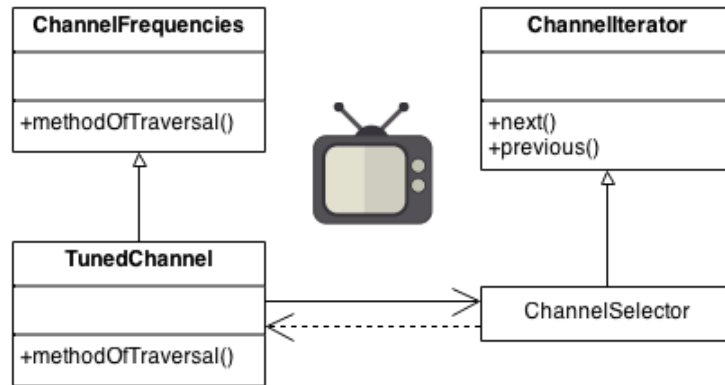 ChannelFrequencies
+methodOfTraversal()
ChannelIterator
+next()
+previous()
TunedChannel
+methodOfTraversal()
ChannelSelector